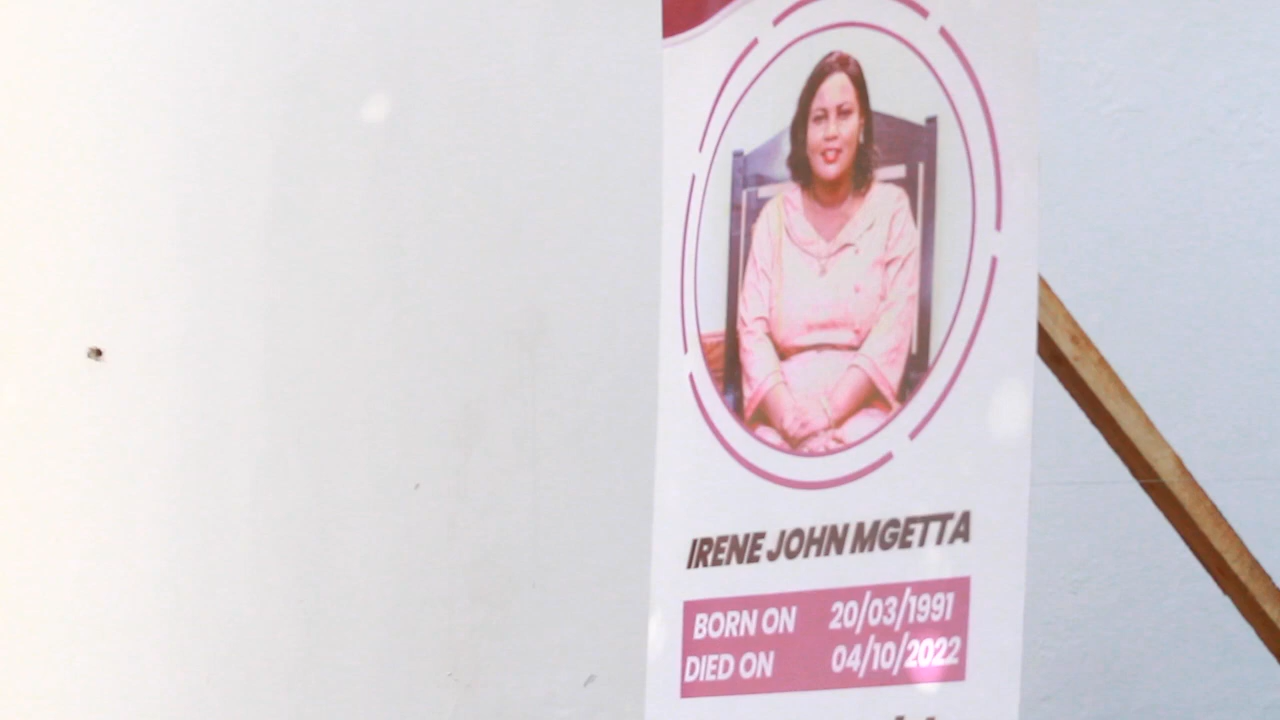 IRENE JOHN MGETTA
BORN ON 20/03/1991
DIED ON 04/10/2022